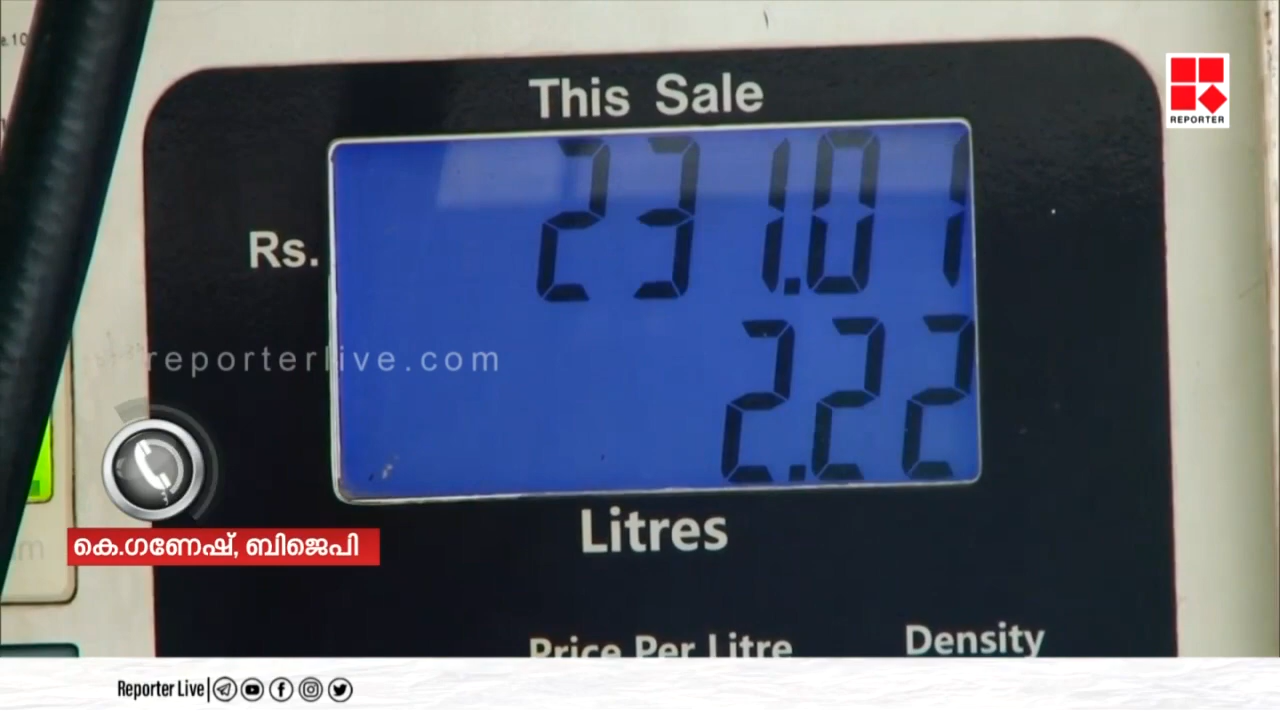 This Sale
REPORTER
Rs.
231.01
2.22
reporterlive.com
Litres
കെ.ഗണേഷ്, ബിജെപി
Price Per Litre
Density
Reporter Live